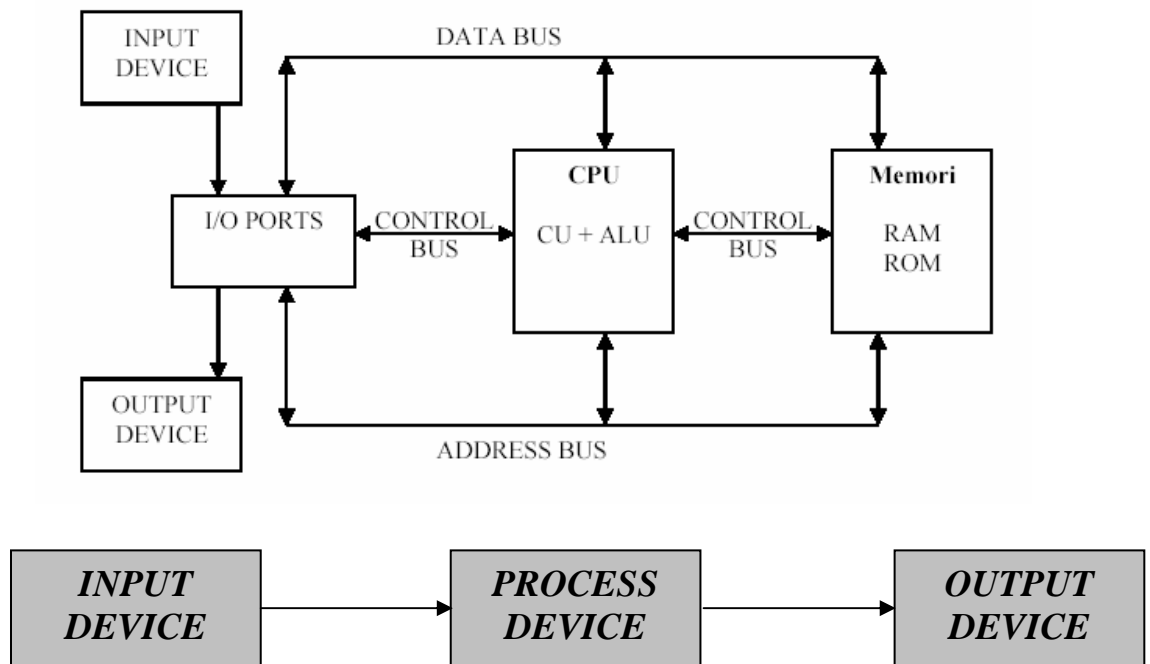 INPUT
DEVICE
DATA BUS
CPU
CU + ALU
Memori
RAM
ROM
I/O PORTS
CONTROL
BUS
CONTROL
BUS
OUTPUT
DEVICE
ADDRESS BUS
INPUT
DEVICE
PROCESS
DEVICE
OUTPUT
DEVICE